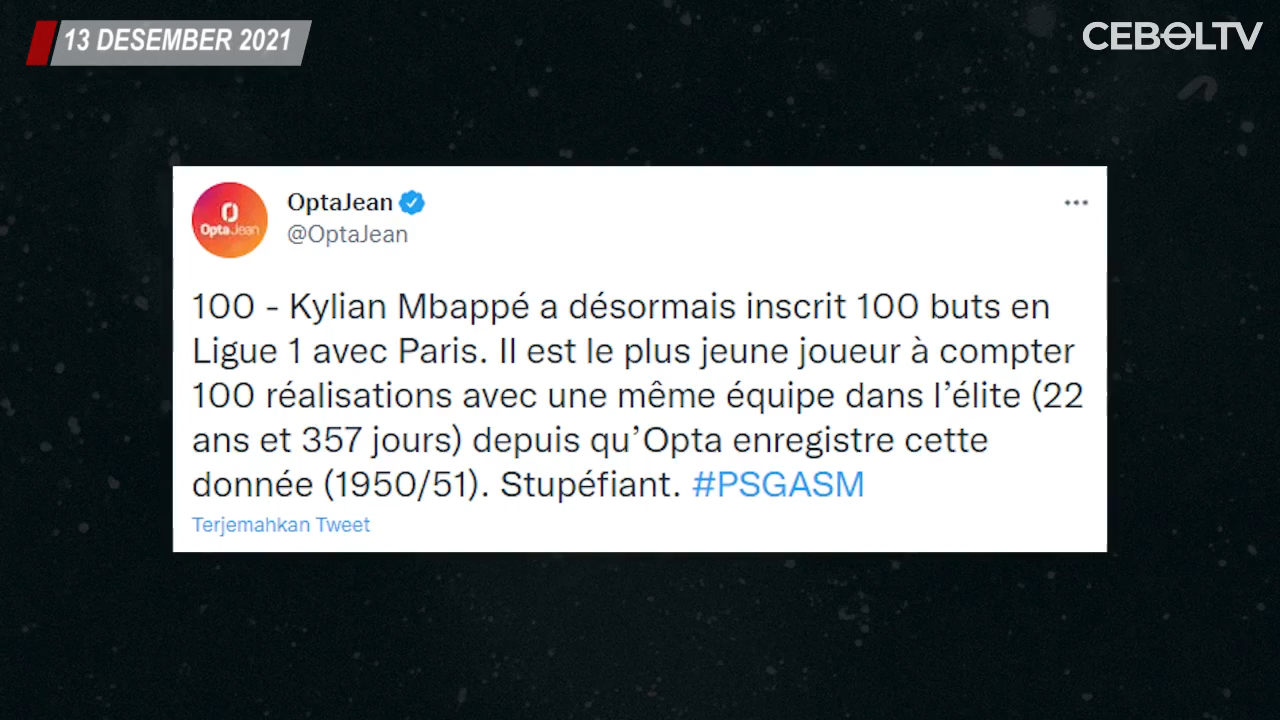 13 DESEMBER 2021
CEBOLTV
OptaJean
OptaJean
@OptaJean
100 - Kylian Mbappé a désormais inscrit 100 buts en
Ligue 1 avec Paris. Il est le plus jeune joueur à compter
100 réalisations avec une même équipe dans l’élite (22
ans et 357 jours) depuis qu’Opta enregistre cette
donnée (1950/51). Stupéfiant. #PSGASM
Terjemahkan Tweet